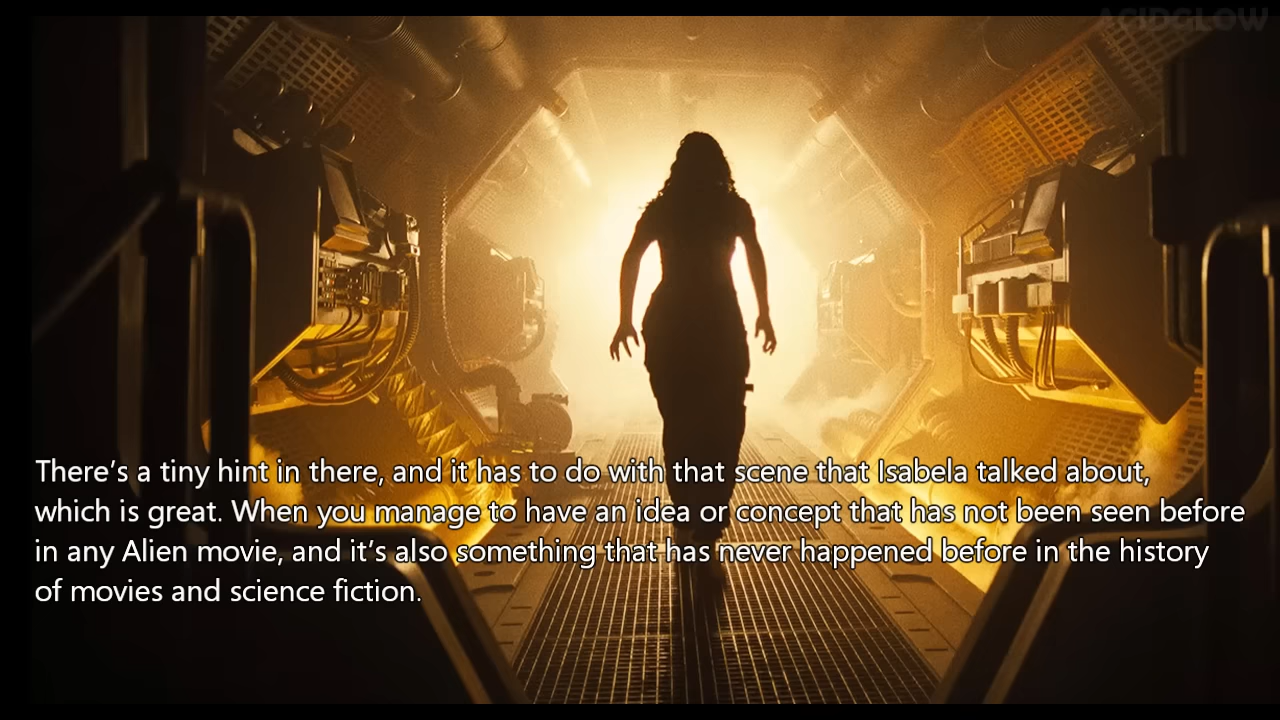 ACIDGLOW
There's a tiny hint in there, and it has to do with that scene that Isabela talked about,
which is great. When you manage to have an idea or concept that has not been seen before
in any Alien movie, and it's also something that has never happened before in the history
of movies and science fiction.